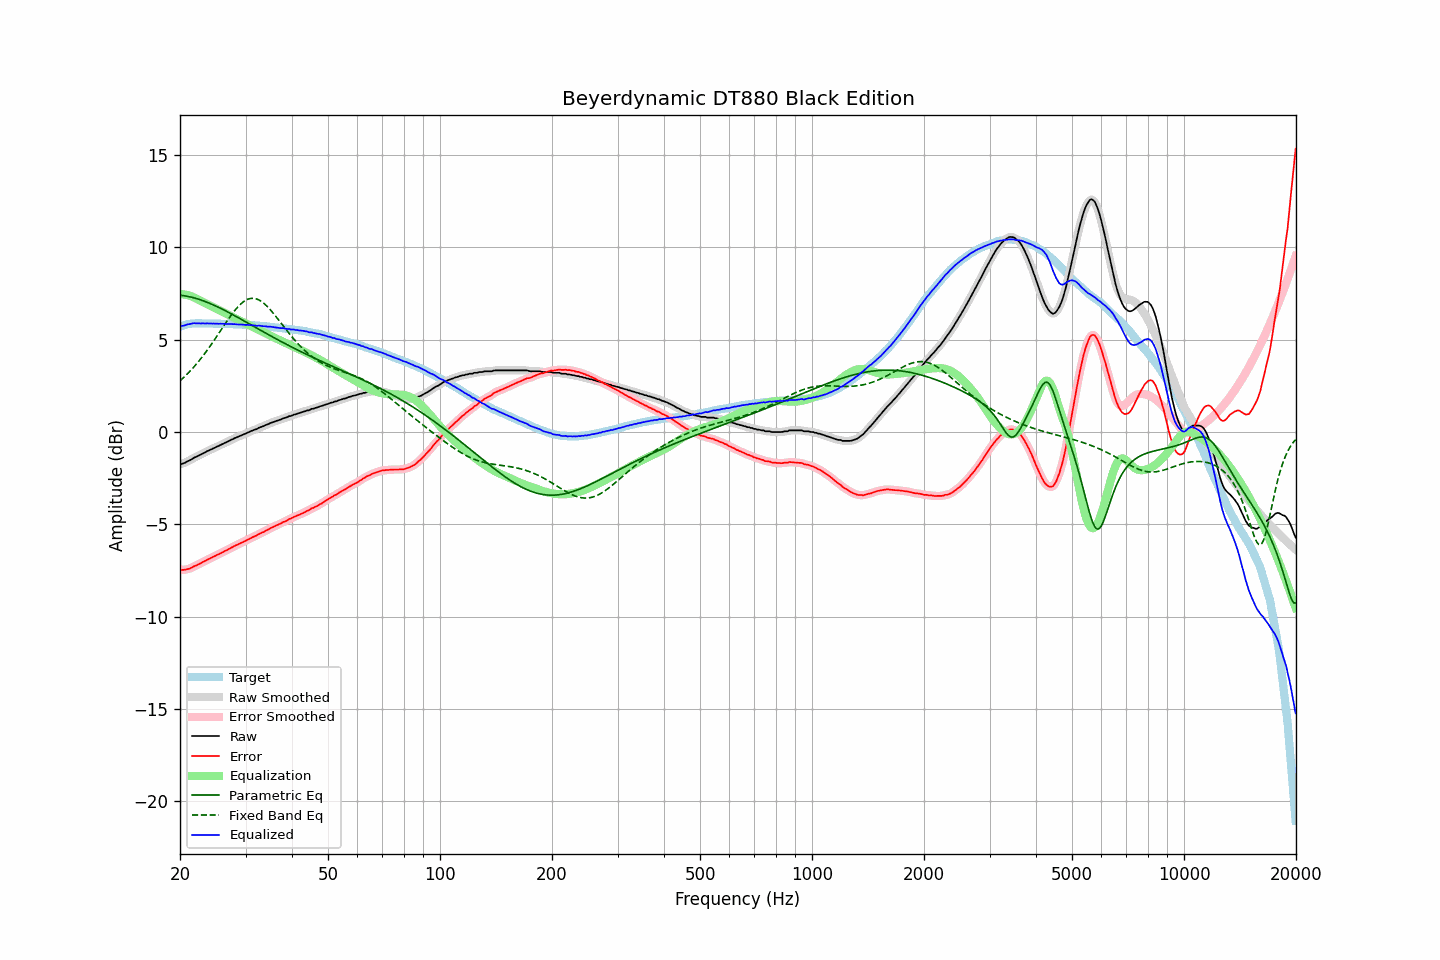 Beyerdynamic DT880 Black Edition
Amplitude (dBr)
15
10
5
0
−5
−10
−15
−20
Target
Raw Smoothed
Error Smoothed
Raw
Error
Equalization
Parametric Eq
Fixed Band Eq
Equalized
20 50 100 200 500 1000 2000 5000 10000 20000
Frequency (Hz)